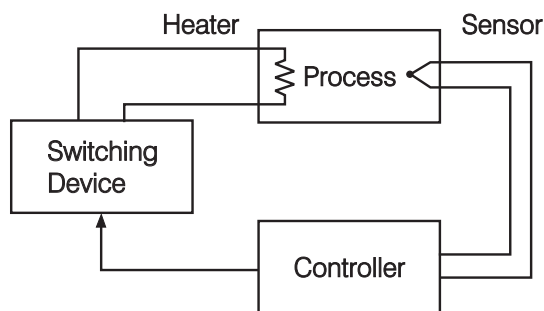 Heater
Sensor
Process
Switching
Device
Controller